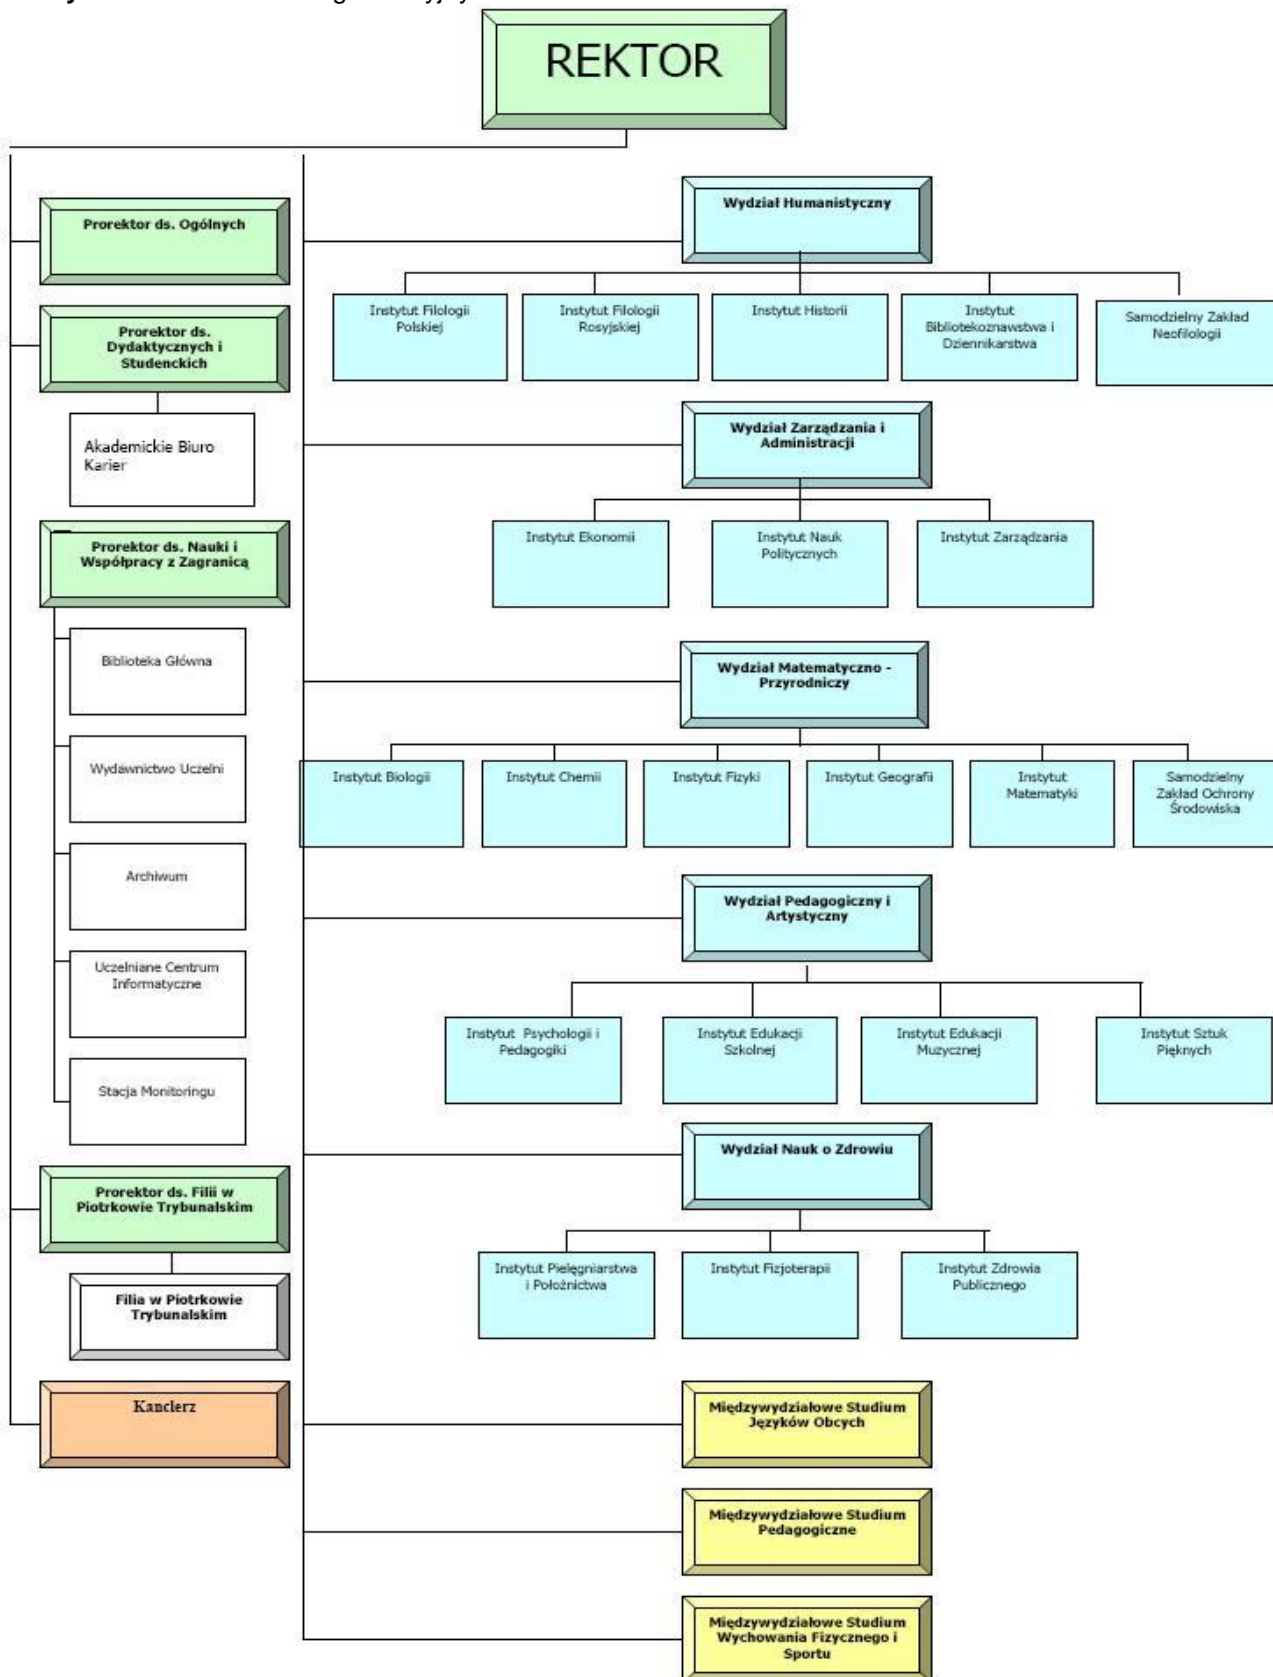 REKTOR
Prorektor ds. Ogólnych
Prorektor ds.
Dydaktycznych i
Studenckich
Akademickie Biuro
Karier
Prorektor ds. Nauki i
Współpracy z Zagranicą
Biblioteka Główna
Wydawnictwo Uczelni
Archiwum
Uczelniane Centrum
Informatyczne
Stacja Monitoringu
Prorektor ds. Filii w
Piotrkowie Trybunalskim
Filia w Piotrkowie
Trybunalskim
Kanclerz
Wydział Humanistyczny
Instytut Filologii
Polskiej
Instytut Filologii
Rosyjskiej
Instytut Historii
Instytut
Bibliotekoznawstwa i
Dziennikarstwa
Samodzielny Zakład
Neofilologii
Wydział Zarządzania i
Administracji
Instytut Ekonomii
Instytut Nauk
Politycznych
Instytut Zarządzania
Wydział Matematyczno -
Przyrodniczy
Instytut Biologii
Instytut Chemii
Instytut Fizyki
Instytut Geografii
Instytut
Matematyki
Samodzielny
Zakład Ochrony
Środowiska
Wydział Pedagogiczny i
Artystyczny
Instytut Psychologii i
Pedagogiki
Instytut Edukacji
Szkolnej
Instytut Edukacji
Muzycznej
Instytut Sztuk
Pięknych
Wydział Nauk o Zdrowiu
Instytut Pielęgniarstwa
i Położnictwa
Instytut Fizjoterapii
Instytut Zdrowia
Publicznego
Międzywydziałowe Studium
Języków Obcych
Międzywydziałowe Studium
Pedagogiczne
Międzywydziałowe Studium
Wychowania Fizycznego i
Sportu